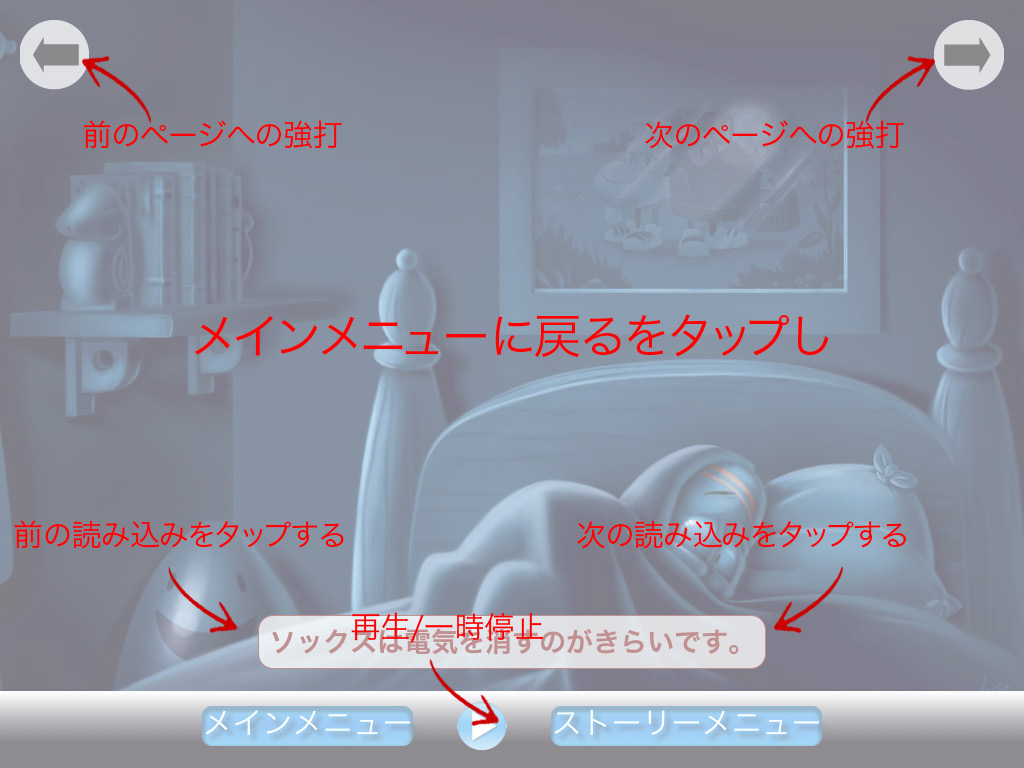 前のページへの強打
次のページへの強打
メインメニューに戻るをタップし
前の読み込みをタップする
次の読み込みをタップする
再生/一時停止
ソックスは電気を消すのがきらいです。
メインメニュー
ストーリーメニュー